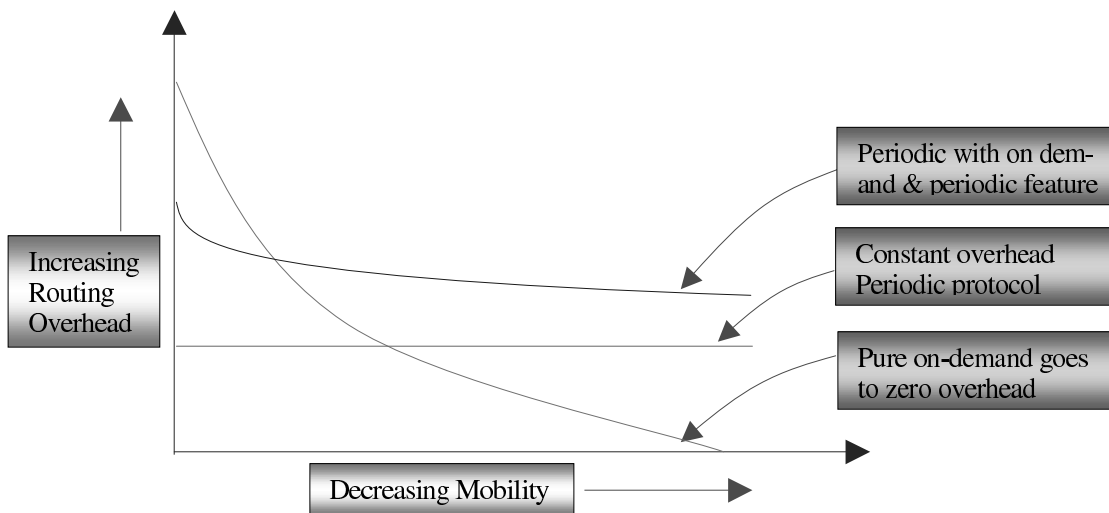 Periodic with on dem-
and & periodic feature
Increasing
Routing
Overhead
Constant overhead
Periodic protocol
Pure on-demand goes
to zero overhead
Decreasing Mobility